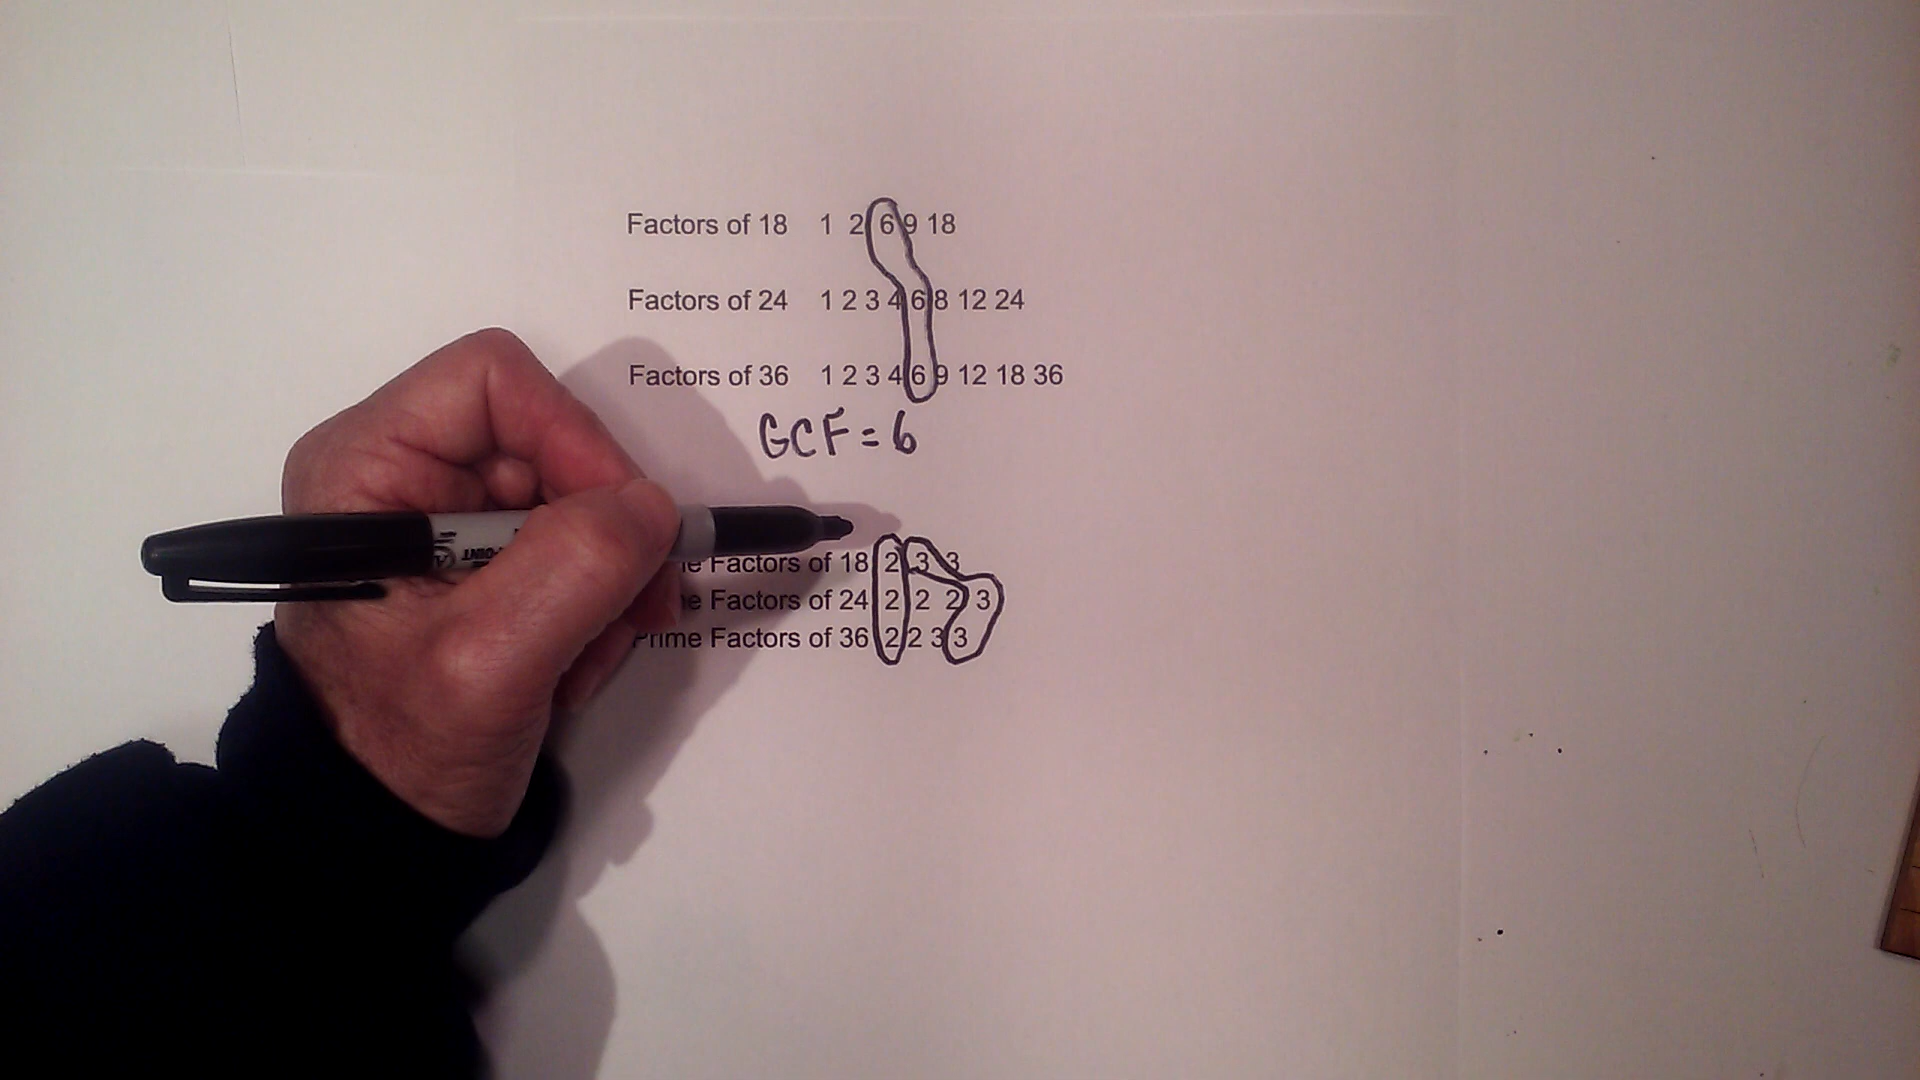 Factors of 18 1 2 6 9 18
Factors of 24 1 2 3 4 6 8 12 24
Factors of 36 1 2 3 4 6 9 12 18 36
GCF = 6
Factors of 18 2 3 3
Factors of 24 2 2 2 3
Prime Factors of 36 2 2 3 3